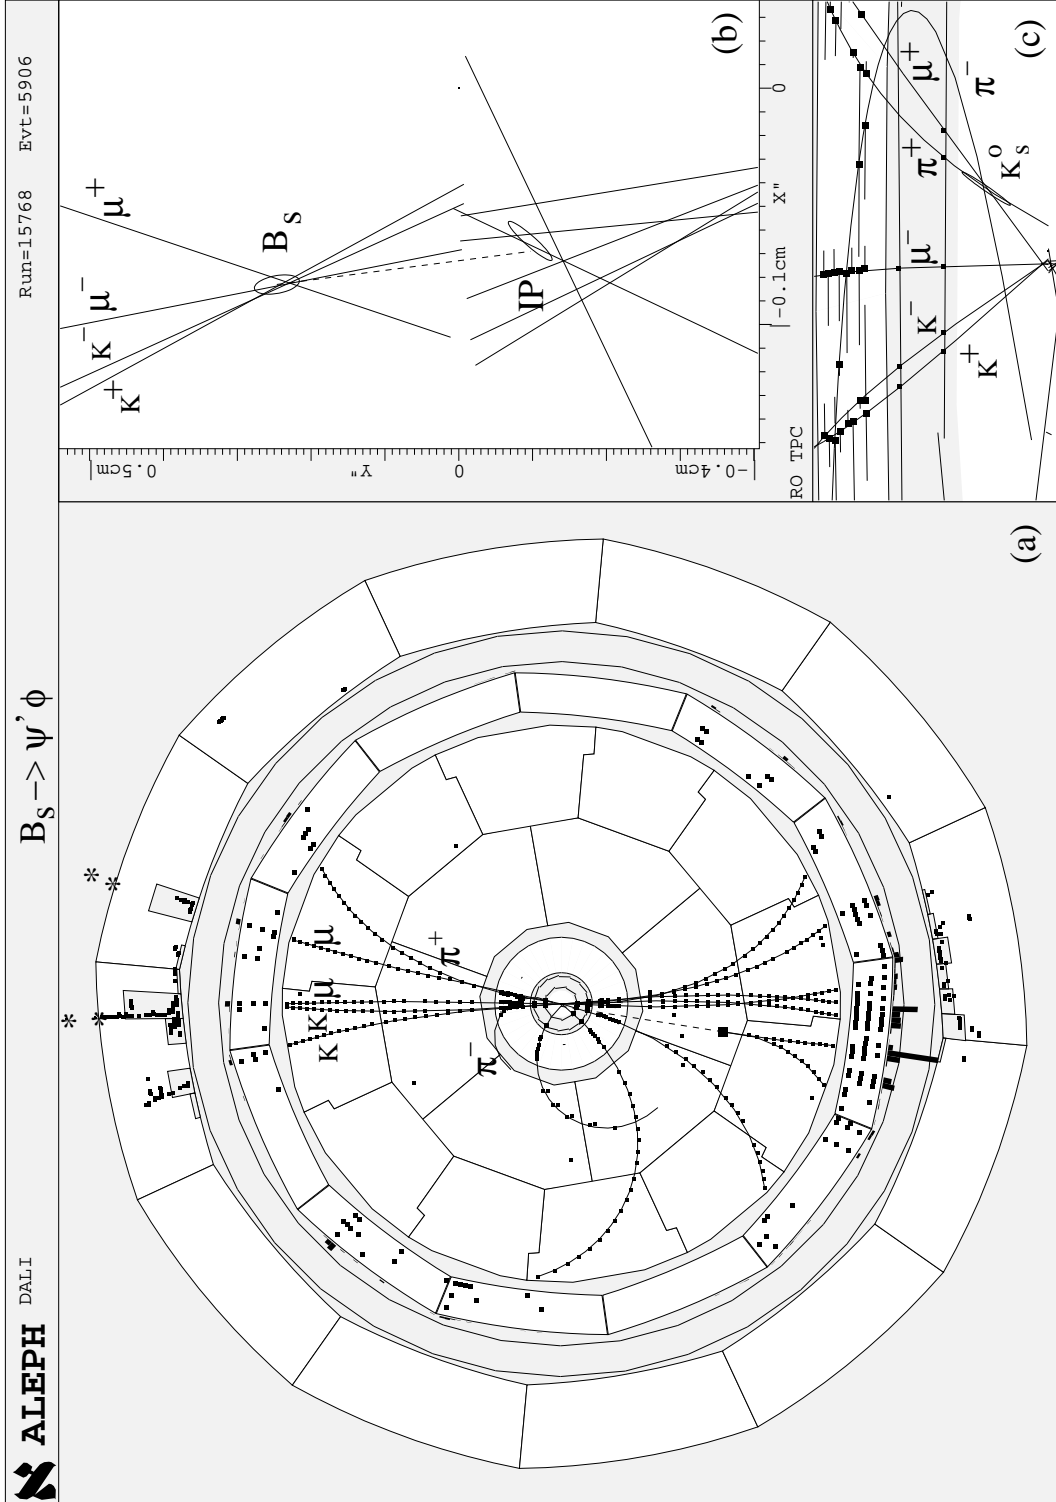 ALEPH DALI
Run=15768 Evt=5906
B_S −> ψ' φ
(a)
* *
* *
μ
μ
K
K
π⁺
π⁻
(b)
μ⁺
μ⁻
K⁻
K⁺
B_S
IP
|−0.4cm
0
Y"
0.5cm|
|−0.1cm
X"
0
(c)
RO TPC
K⁺
K⁻
μ⁻
π⁺
μ⁺
π⁻
K°_s